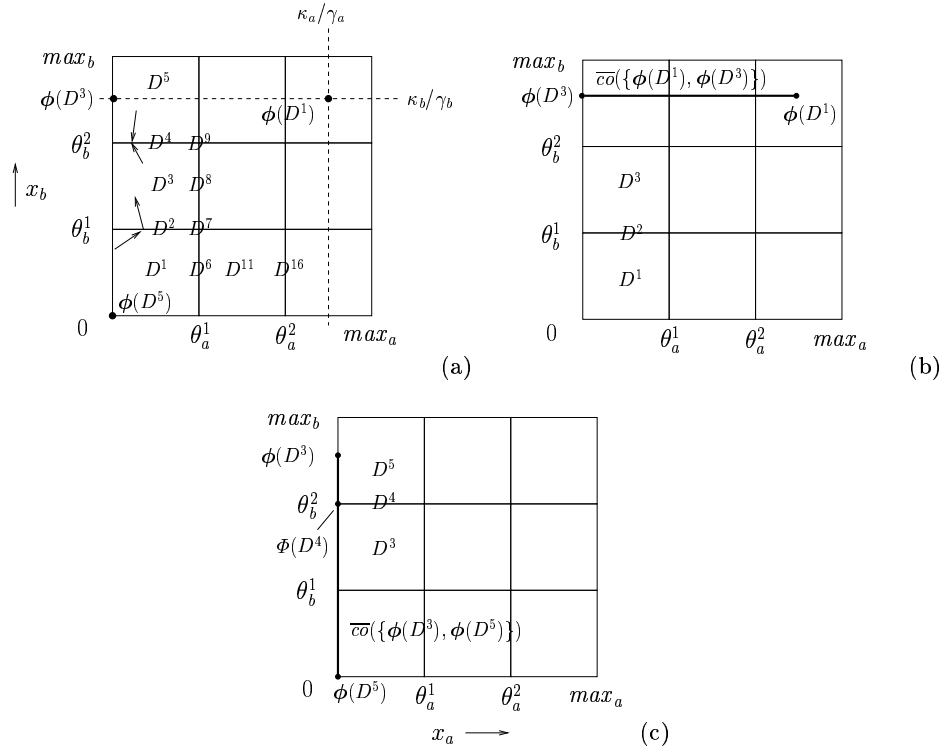 κ_a/γ_a
max_b
D^5
ϕ(D^3)
ϕ(D^1)
κ_b/γ_b
θ_b^2
D^4 D^9
D^3 D^8
x_b
θ_b^1
D^2 D^7
D^1 D^6 D^11 D^16
ϕ(D^5)
0
θ_a^1 θ_a^2 max_a
(a)
max_b
c̅o̅({ϕ(D^1), ϕ(D^3)})
ϕ(D^3)
ϕ(D^1)
θ_b^2
D^3
θ_b^1
D^2
D^1
0
θ_a^1 θ_a^2 max_a
(b)
max_b
ϕ(D^3)
D^5
θ_b^2
D^4
Φ(D^4)
D^3
θ_b^1
c̅o̅({ϕ(D^3), ϕ(D^5)})
0
ϕ(D^5) θ_a^1 θ_a^2 max_a
x_a
(c)